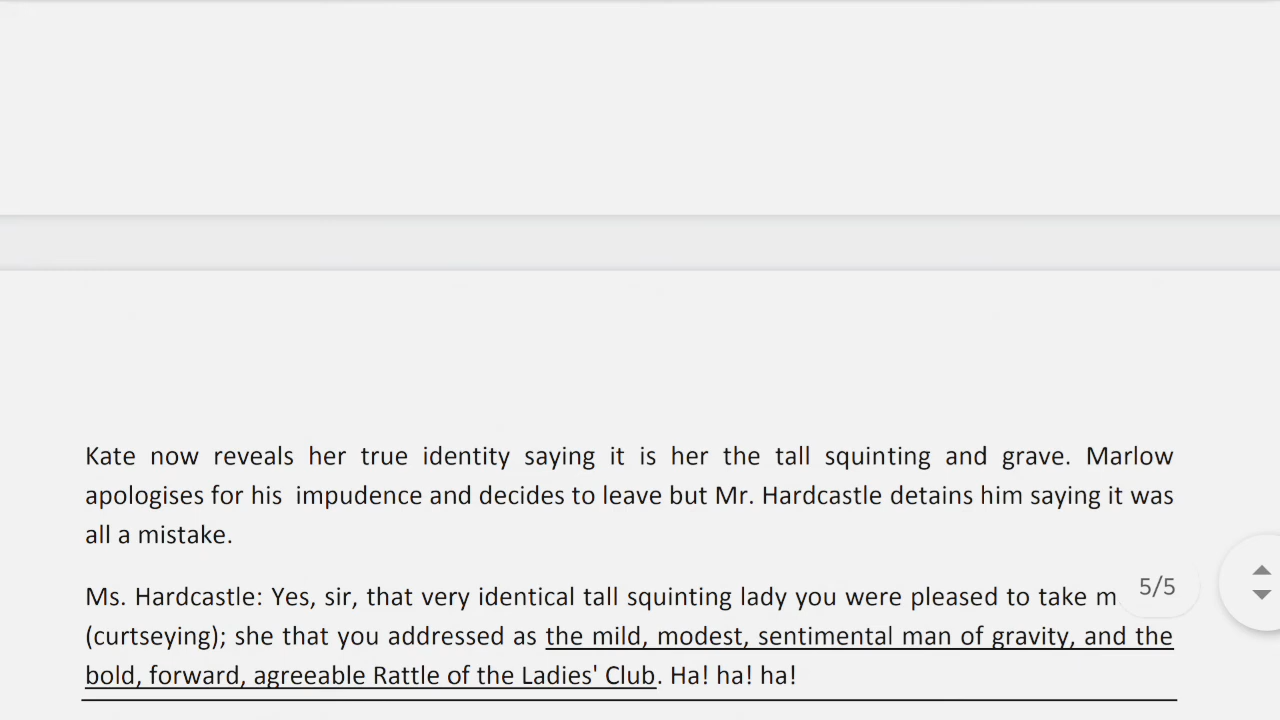 Kate now reveals her true identity saying it is her the tall squinting and grave. Marlow
apologises for his impudence and decides to leave but Mr. Hardcastle detains him saying it was
all a mistake.
Ms. Hardcastle: Yes, sir, that very identical tall squinting lady you were pleased to take m
5/5
(curtseying); she that you addressed as the mild, modest, sentimental man of gravity, and the
bold, forward, agreeable Rattle of the Ladies' Club. Ha! ha! ha!